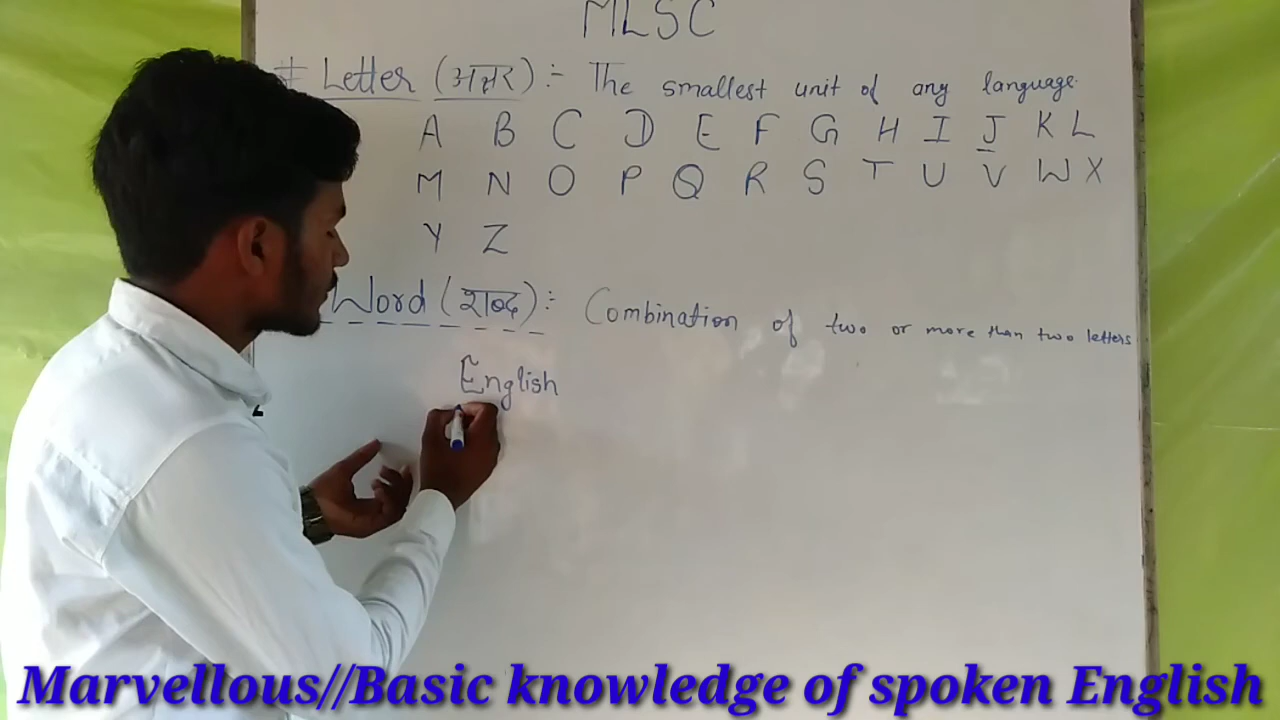 MLSC
# Letter (अक्षर) :- The smallest unit of any language.
A B C D E F G H I J K L
M N O P Q R S T U V W X
Y Z
Word (शब्द) :- Combination of two or more than two letters
English
Marvellous//Basic knowledge of spoken English